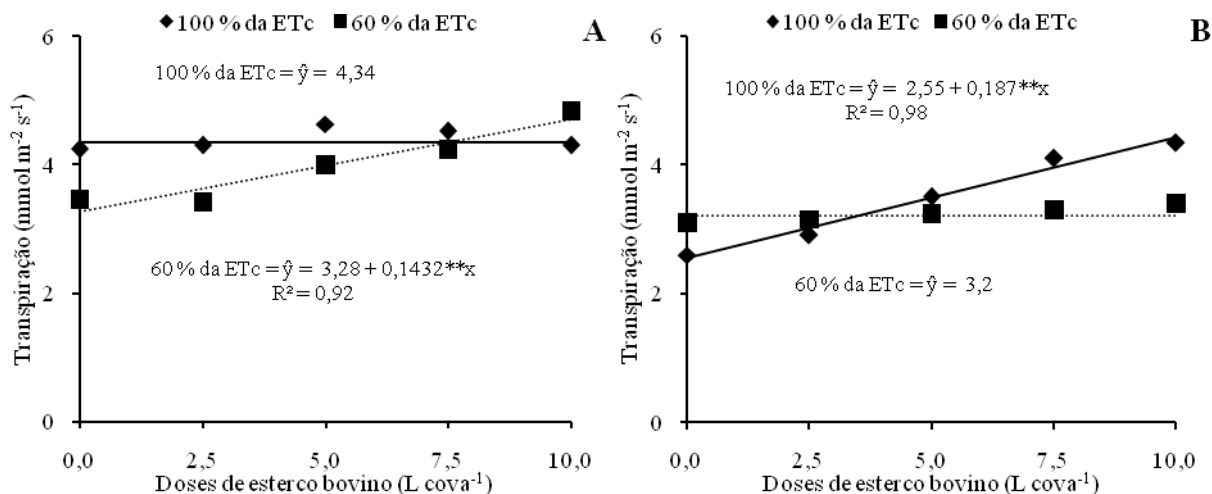 ◆100 % da ETc ■60 % da ETc
A
100 % da ETc = ŷ = 4,34
60 % da ETc = ŷ = 3,28 + 0,1432**x
R² = 0,92
Transpiração (mmol m⁻² s⁻¹)
6
4
2
0
0,0 2,5 5,0 7,5 10,0
Doses de esterco bovino (L cova⁻¹)
◆100 % da ETc ■60 % da ETc
B
100 % da ETc = ŷ = 2,55 + 0,187**x
R² = 0,98
60 % da ETc = ŷ = 3,2
Transpiração (mmol m⁻² s⁻¹)
6
4
2
0
0,0 2,5 5,0 7,5 10,0
Doses de esterco bovino (L cova⁻¹)